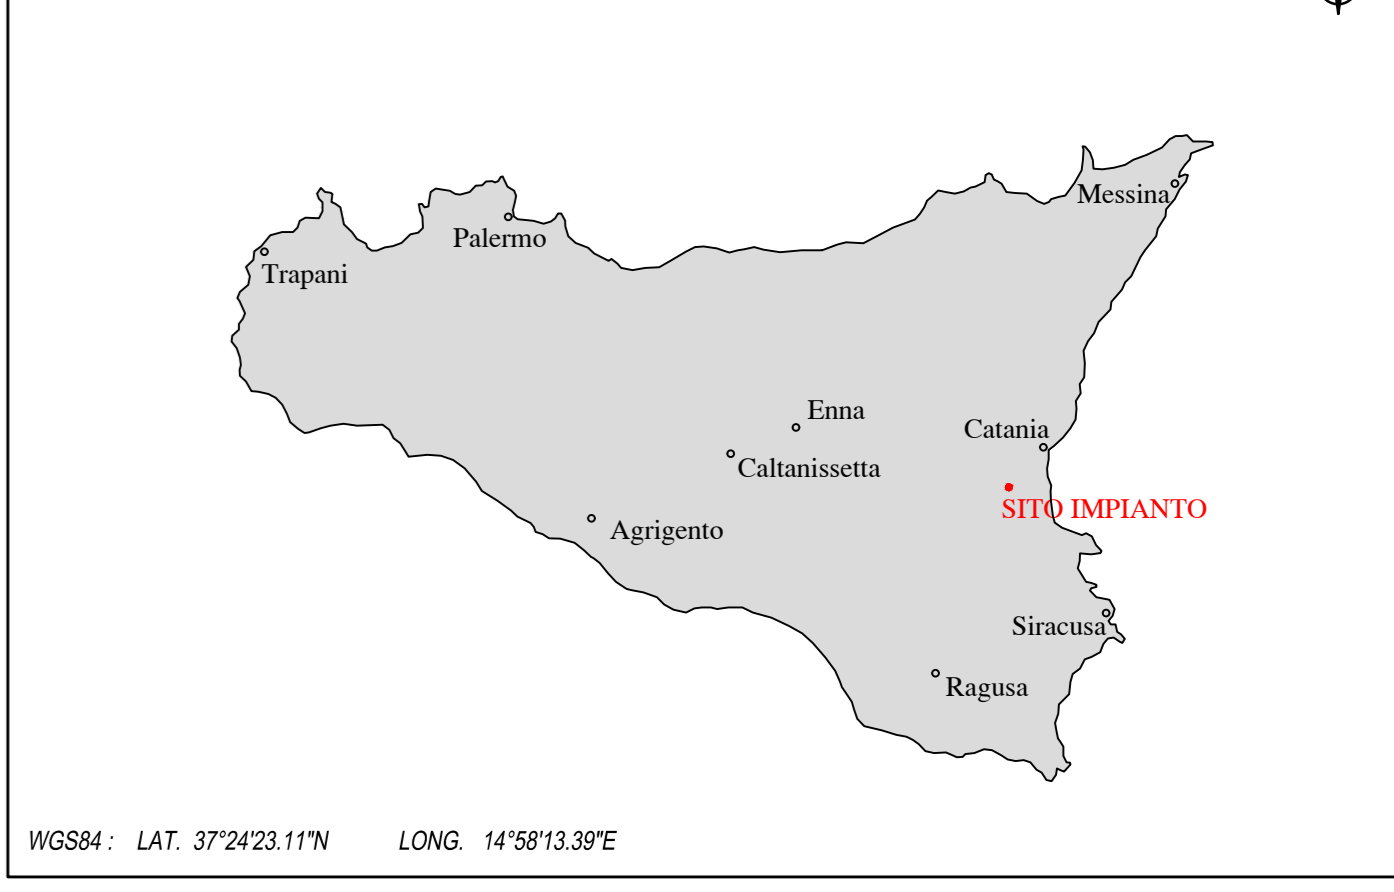 Messina
Palermo
Trapani
Enna
Catania
Caltanissetta
SITO IMPIANTO
Agrigento
Siracusa
Ragusa
WGS84 : LAT. 37°24'23.11"N LONG. 14°58'13.39"E